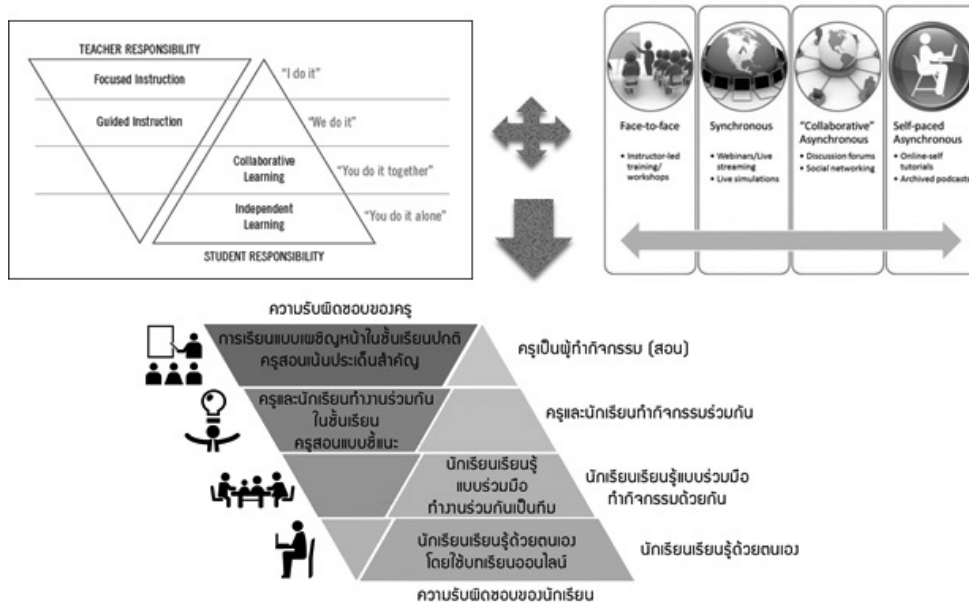 TEACHER RESPONSIBILITY
Focused Instruction
"I do it"
Guided Instruction
"We do it"
Collaborative
Learning
"You do it together"
Independent
Learning
"You do it alone"
STUDENT RESPONSIBILITY
Face-to-face
• Instructor-led
training/
workshops
Synchronous
• Webinars/Live
streaming
• Live simulations
"Collaborative"
Asynchronous
• Discussion forums
• Social networking
Self-paced
Asynchronous
• Online-self
tutorials
• Archived podcasts
ความรับผิดชอบของครู
การเรียนแบบเผชิญหน้าในชั้นเรียนปกติ
ครูสอนเน้นประเด็นสำคัญ
ครูเป็นผู้ทำกิจกรรม (สอน)
ครูและนักเรียนทำงานร่วมกัน
ในชั้นเรียน
ครูสอนแบบชี้แนะ
ครูและนักเรียนทำกิจกรรมร่วมกัน
นักเรียนเรียนรู้
แบบร่วมมือ
ทำงานร่วมกันเป็นทีม
นักเรียนเรียนรู้แบบร่วมมือ
ทำกิจกรรมด้วยกัน
นักเรียนเรียนรู้ด้วยตนเอง
โดยใช้บทเรียนออนไลน์
นักเรียนเรียนรู้ด้วยตนเอง
ความรับผิดชอบของนักเรียน